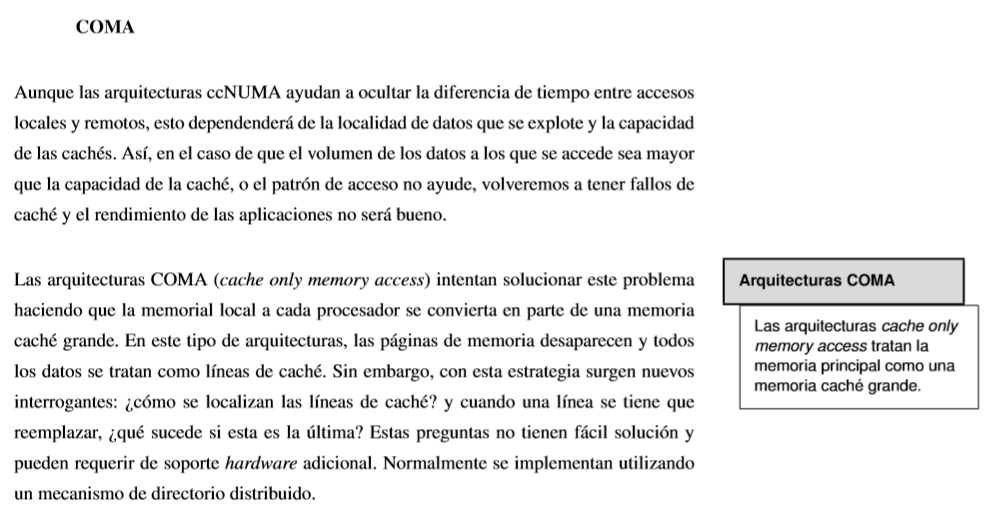 COMA
Aunque las arquitecturas ccNUMA ayudan a ocultar la diferencia de tiempo entre accesos
locales y remotos, esto dependenderá de la localidad de datos que se explote y la capacidad
de las cachés. Así, en el caso de que el volumen de los datos a los que se accede sea mayor
que la capacidad de la caché, o el patrón de acceso no ayude, volveremos a tener fallos de
caché y el rendimiento de las aplicaciones no será bueno.
Las arquitecturas COMA (cache only memory access) intentan solucionar este problema
haciendo que la memorial local a cada procesador se convierta en parte de una memoria
caché grande. En este tipo de arquitecturas, las páginas de memoria desaparecen y todos
los datos se tratan como líneas de caché. Sin embargo, con esta estrategia surgen nuevos
interrogantes: ¿cómo se localizan las líneas de caché? y cuando una línea se tiene que
reemplazar, ¿qué sucede si esta es la última? Estas preguntas no tienen fácil solución y
pueden requerir de soporte hardware adicional. Normalmente se implementan utilizando
un mecanismo de directorio distribuido.
Arquitecturas COMA
Las arquitecturas cache only
memory access tratan la
memoria principal como una
memoria caché grande.